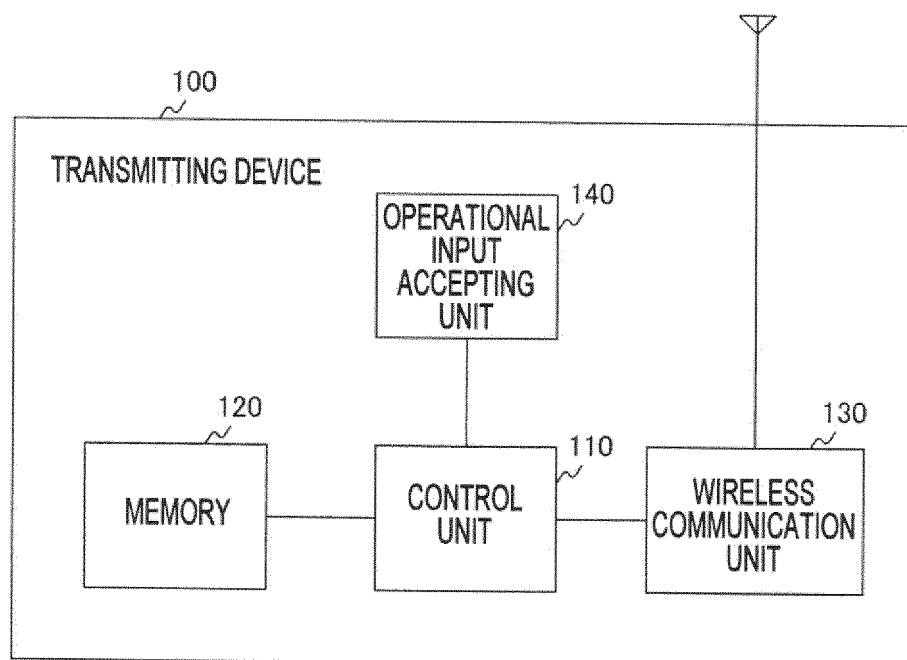 100
TRANSMITTING DEVICE
140
OPERATIONAL
INPUT
ACCEPTING
UNIT
120
MEMORY
110
CONTROL
UNIT
130
WIRELESS
COMMUNICATION
UNIT